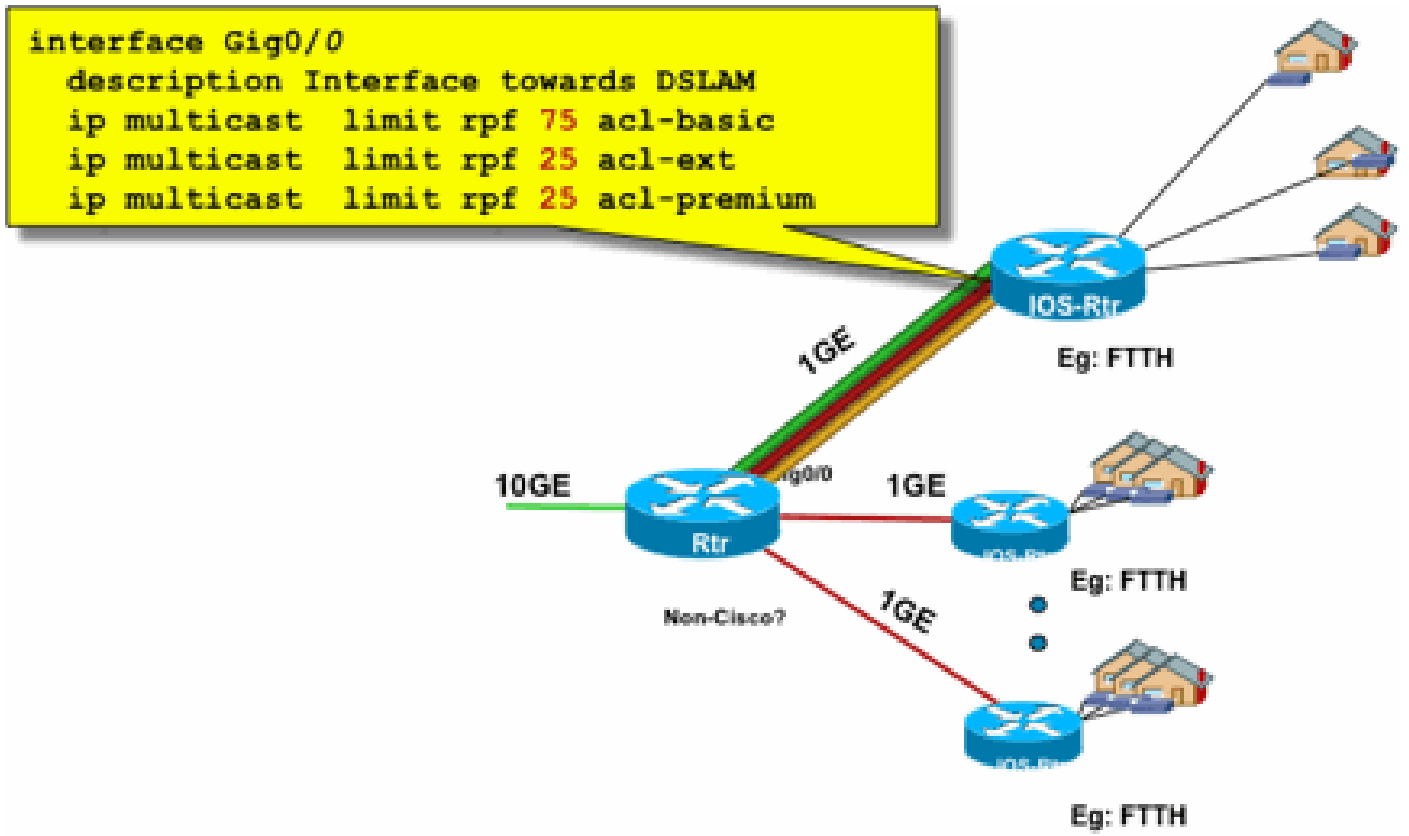 interface Gig0/0
description Interface towards DSLAM
ip multicast  limit rpf 75 acl-basic
ip multicast  limit rpf 25 acl-ext
ip multicast  limit rpf 25 acl-premium
IOS-Rtr
1GE
Eg: FTTH
10GE
g0/0
1GE
Rtr
Eg: FTTH
Non-Cisco?
1GE
Eg: FTTH